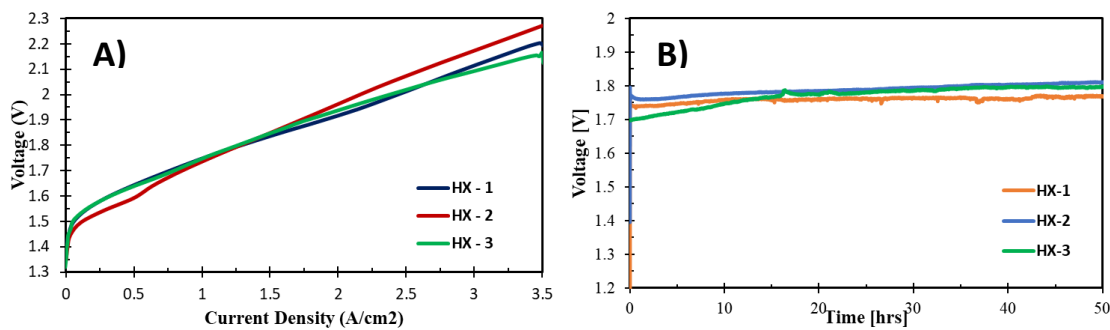 A)
Voltage (V)
2.3
2.2
2.1
2
1.9
1.8
1.7
1.6
1.5
1.4
1.3
0 0.5 1 1.5 2 2.5 3 3.5
Current Density (A/cm2)
HX - 1
HX - 2
HX - 3
B)
Voltage [V]
2
1.9
1.8
1.7
1.6
1.5
1.4
1.3
1.2
0 10 20 30 40 50
Time [hrs]
HX-1
HX-2
HX-3